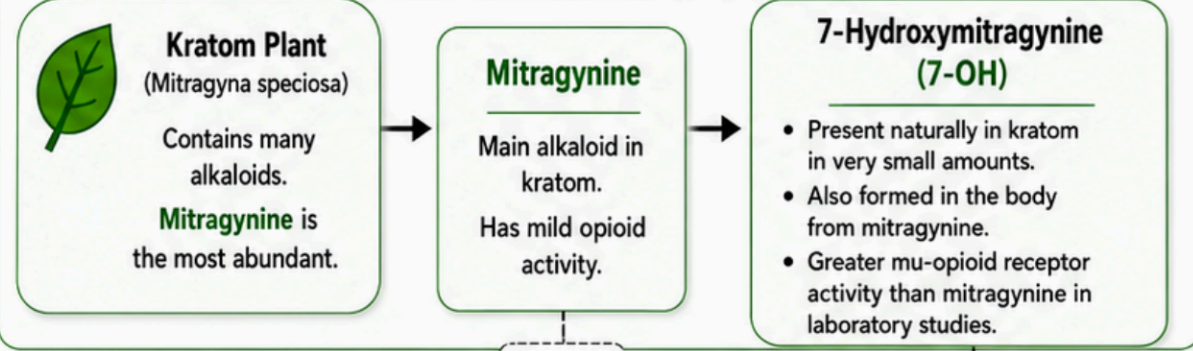 Kratom Plant
(Mitragyna speciosa)
Contains many
alkaloids.
Mitragynine is
the most abundant.
Mitragynine
Main alkaloid in
kratom.
Has mild opioid
activity.
7-Hydroxymitragynine
(7-OH)
• Present naturally in kratom
in very small amounts.
• Also formed in the body
from mitragynine.
• Greater mu-opioid receptor
activity than mitragynine in
laboratory studies.